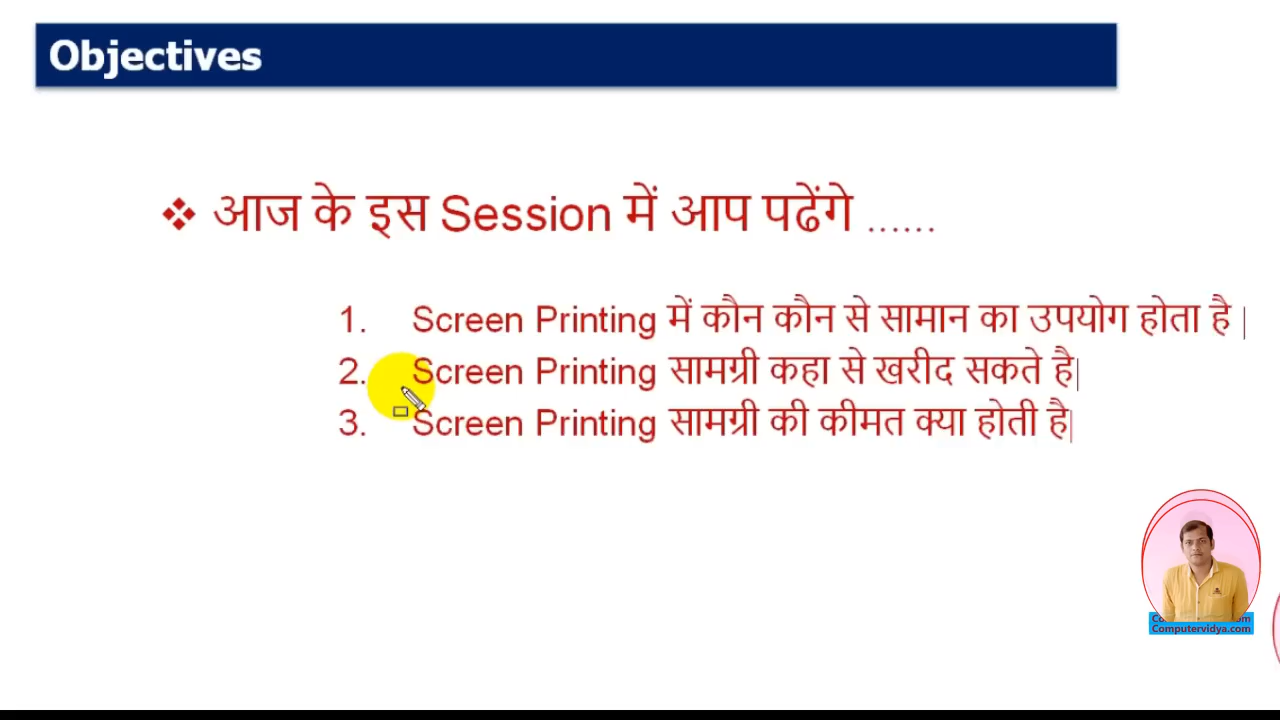 Objectives
❖ आज के इस Session में आप पढेंगे ......
1. Screen Printing में कौन कौन से सामान का उपयोग होता है |
2. Screen Printing सामग्री कहा से खरीद सकते है|
3. Screen Printing सामग्री की कीमत क्या होती है|
Computervidya.com